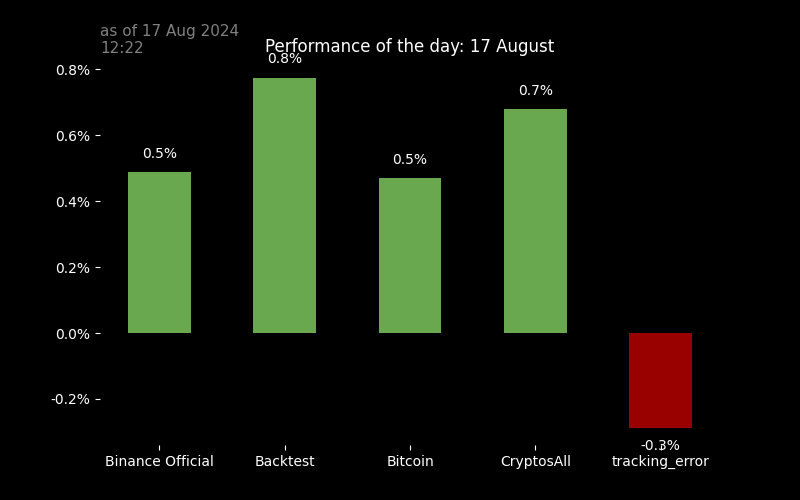 as of 17 Aug 2024
12:22
Performance of the day: 17 August
0.8%
0.6%
0.4%
0.2%
0.0%
-0.2%
0.5%
0.8%
0.5%
0.7%
-0.3%
Binance Official
Backtest
Bitcoin
CryptosAll
tracking_error